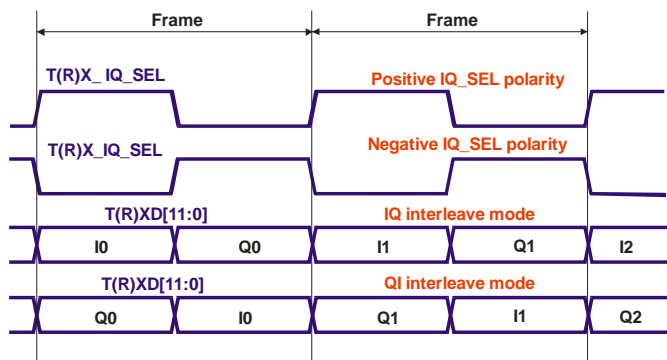 Frame Frame
T(R)X_ IQ_SEL Positive IQ_SEL polarity
T(R)X_IQ_SEL Negative IQ_SEL polarity
T(R)XD[11:0] IQ interleave mode
I0 Q0 I1 Q1 I2
T(R)XD[11:0] QI interleave mode
Q0 I0 Q1 I1 Q2